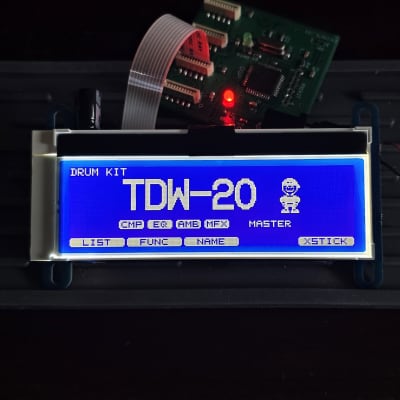 DRUM KIT
TDW-20
CMP EQ AMB MFX MASTER
LIST FUNC NAME XSTICK